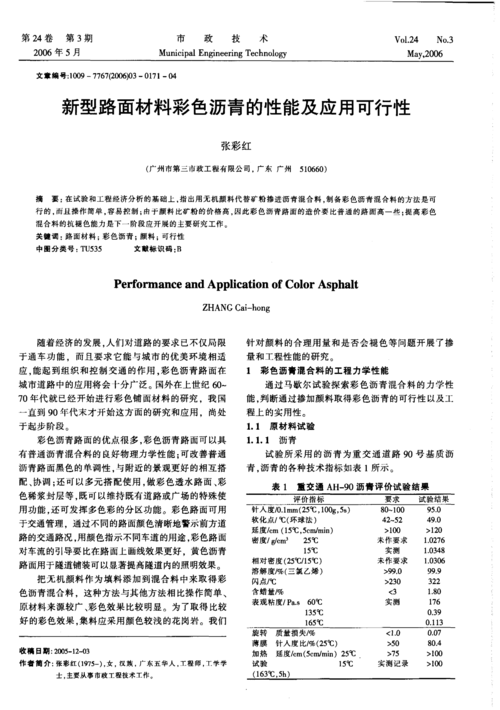 第24卷 第3期
2006年5月
市 政 技 术
Municipal Engineering Technology
Vol.24 No.3
May,2006
文章编号:1009-7767(2006)03-0171-04
新型路面材料彩色沥青的性能及应用可行性
张彩红
(广州市第三市政工程有限公司,广东 广州 510660)
摘 要:在试验和工程经济分析的基础上,指出用无机颜料代替矿粉掺进沥青混合料,制备彩色沥青混合料的方法是可
行的,而且操作简单,容易控制;由于颜料比矿粉的价格高,因此彩色沥青路面的造价要比普通的路面高一些;提高彩色
混合料的抗褪色能力是下一阶段应开展的主要研究工作。
关键词:路面材料;彩色沥青;颜料;可行性
中图分类号:TU535 文献标识码:B
Performance and Application of Color Asphalt
ZHANG Cai-hong
随着经济的发展,人们对道路的要求已不仅局限
于通车功能，而且要求它能与城市的优美环境相适
应,能起到组织和控制交通的作用,彩色沥青路面在
城市道路中的应用将会十分广泛。国外在上世纪60~
70年代就已经开始进行彩色铺面材料的研究，我国
一直到90年代末才开始这方面的研究和应用，尚处
于起步阶段。
彩色沥青路面的优点很多,彩色沥青路面可以具
有普通沥青混合料的良好物理力学性能;可改善普通
沥青路面黑色的单调性,与附近的景观更好的相互搭
配、协调;还可以多元搭配使用,做彩色透水路面、彩
色稀浆封层等,既可以维持既有道路或广场的特殊使
用功能,还可发挥多色彩的分区功能。彩色路面可用
于交通管理，通过不同的路面颜色清晰地警示前方道
路的交通路况,用颜色指示不同车道的用途,彩色路面
对车流的引导要比在路面上画线效果更好，黄色沥青
路面用于隧道铺装可以显著提高隧道内的照明效果。
把无机颜料作为填料添加到混合料中来取得彩
色沥青混合料，这种方法与其他方法相比操作简单、
原材料来源较广、彩色效果比较明显。为了取得比较
好的彩色效果,集料应采用颜色较浅的花岗岩。我们
收稿日期:2005-12-03
作者简介:张彩红(1975-),女,汉族,广东五华人,工程师,工学学
士,主要从事市政工程技术工作。
针对颜料的合理用量和是否会褪色等问题开展了掺
量和工程性能的研究。
1 彩色沥青混合料的工程力学性能
通过马歇尔试验探索彩色沥青混合料的力学性
能,判断通过掺加颜料取得彩色沥青的可行性以及工
程上的实用性。
1.1 原材料试验
1.1.1 沥青
试验所采用的沥青为重交通道路90号基质沥
青,沥青的各种技术指标如表1所示。
表1 重交通AH-90沥青评价试验结果
评价指标 要求 试验结果
针入度/0.1mm(25℃,100g,5s) 80~100 95.0
软化点/℃(环球法) 42~52 49.0
延度/cm (15℃,5cm/min) >100 >120
密度/g/cm³ 25℃ 未作要求 1.0276
15℃ 实测 1.0348
相对密度(25℃/15℃) 未作要求 1.0306
溶解度/%(三氯乙烯) >99.0 99.9
闪点/℃ >230 322
含蜡量/% <3 1.80
表观粘度/Pa.s 60℃ 实测 176
135℃ 0.39
165℃ 0.113
旋转 质量损失/% <1.0 0.07
薄膜 针入度比/%(25℃) >50 80.4
加热 延度/cm(5cm/min) 25℃ >75 >100
试验 15℃ 实测记录 >100
(163℃,5h)